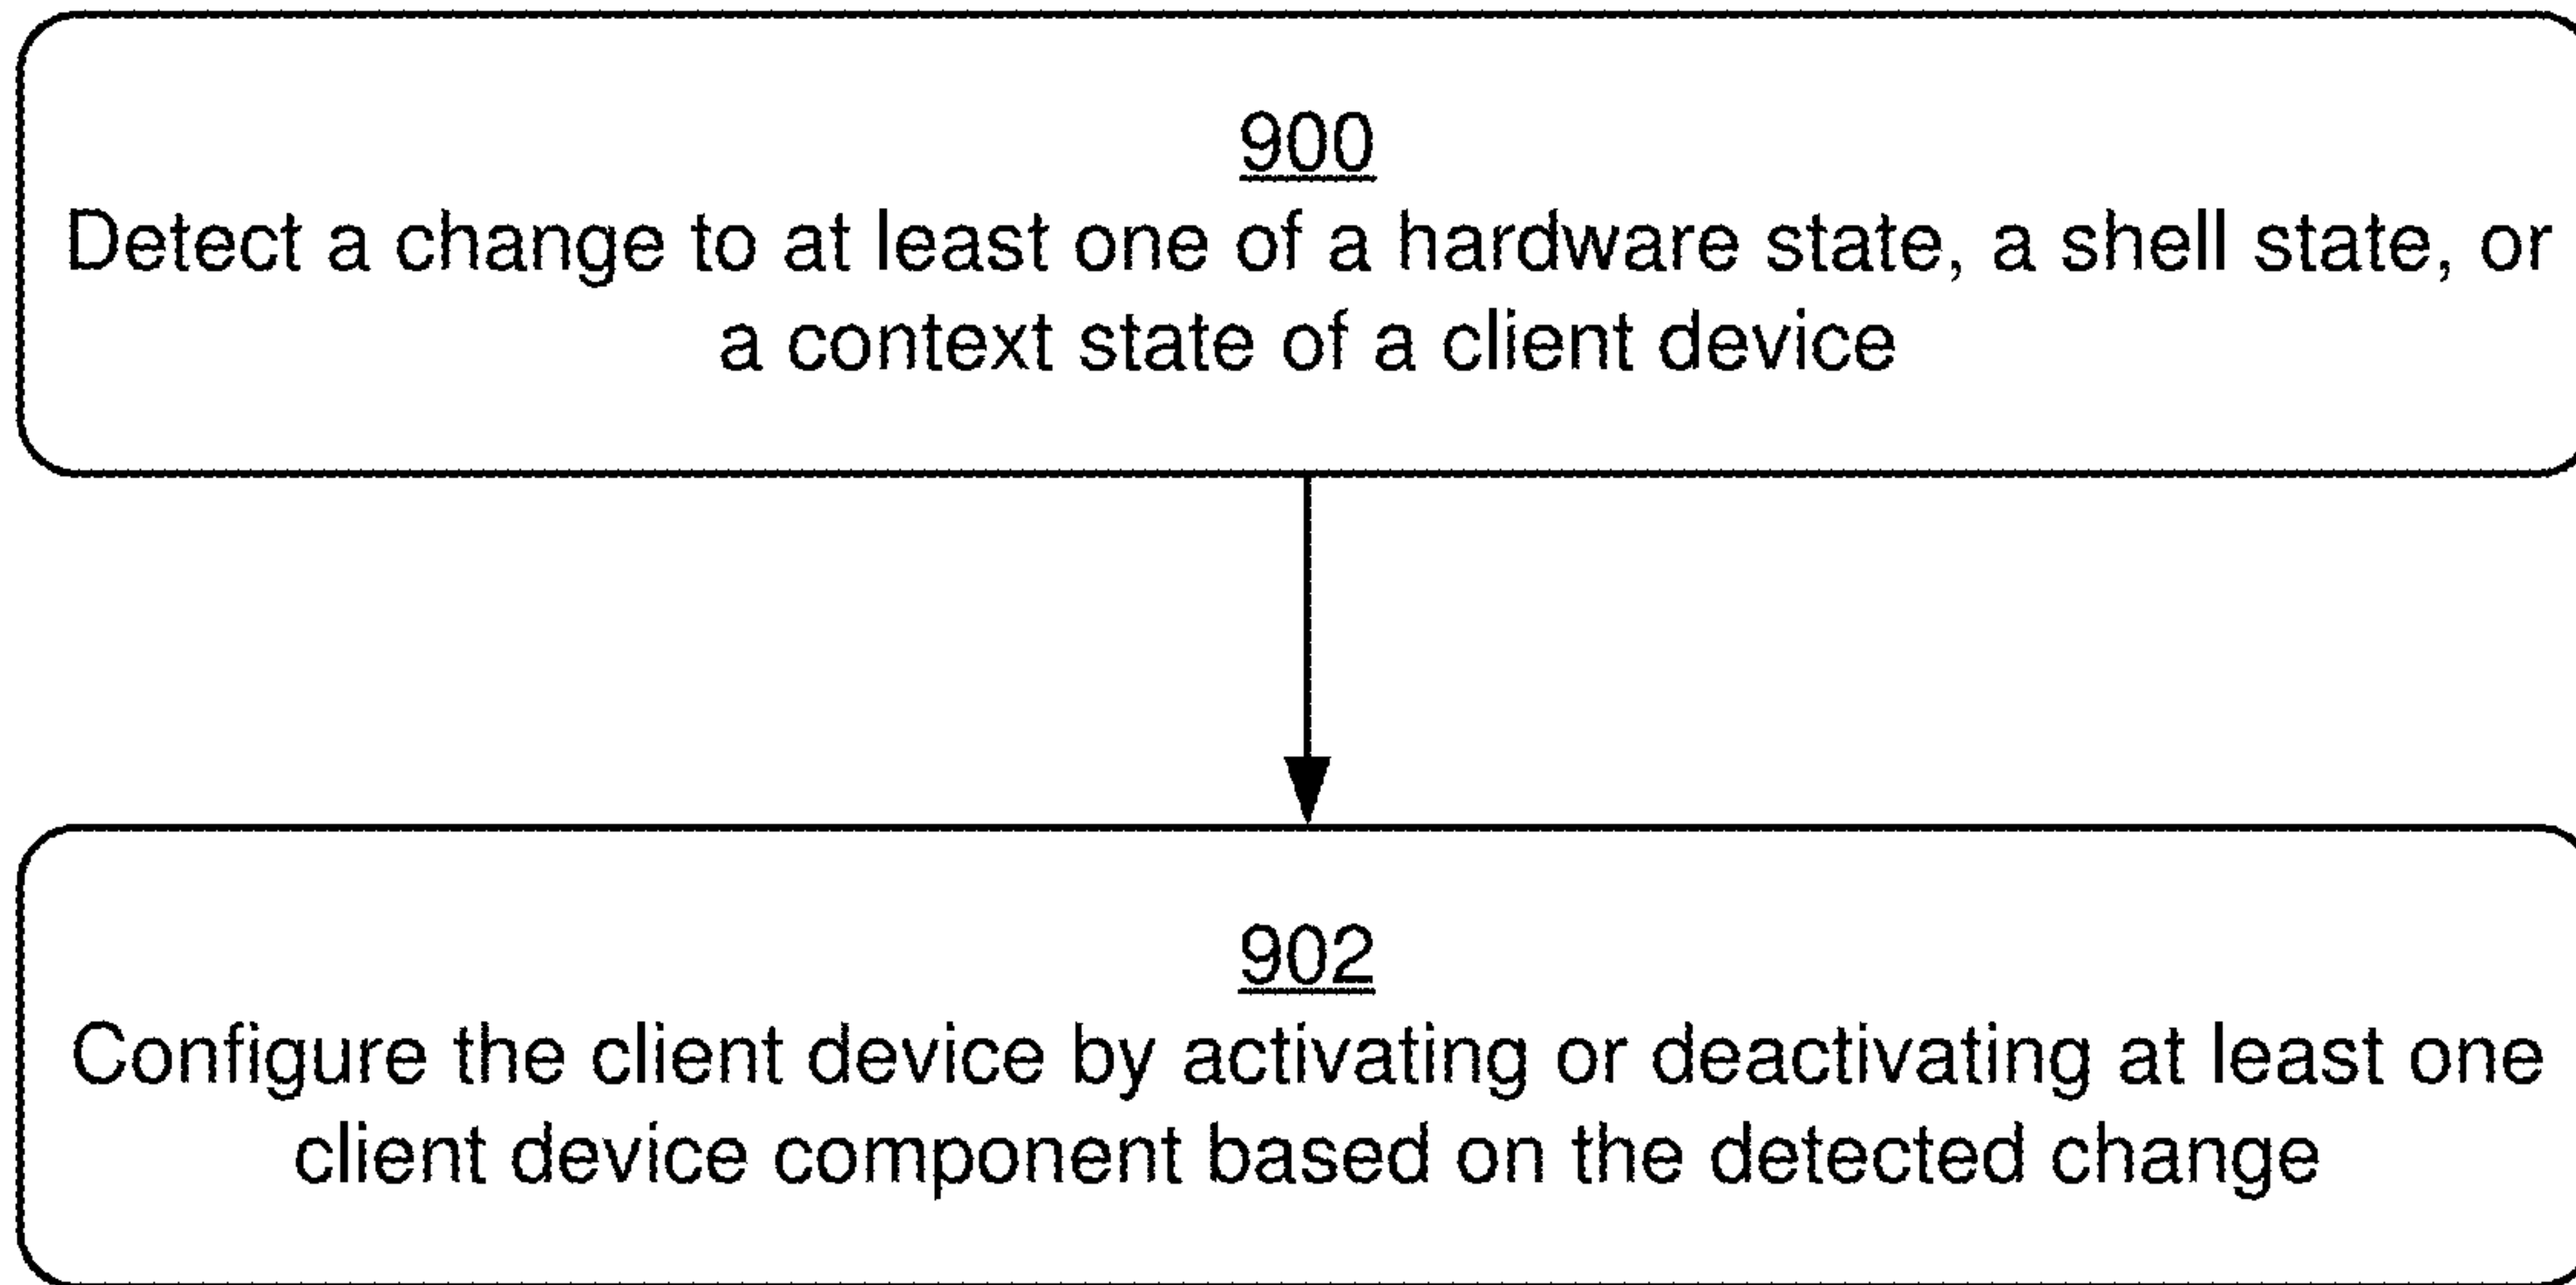 900
Detect a change to at least one of a hardware state, a shell state, or
a context state of a client device
902
Configure the client device by activating or deactivating at least one
client device component based on the detected change